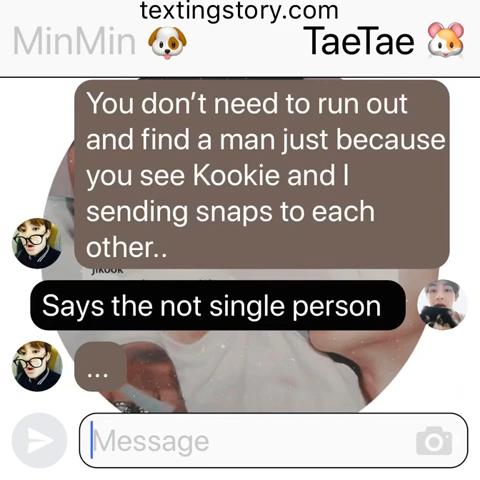 textingstory.com
MinMin 🐶 TaeTae 🐹
You don’t need to run out
and find a man just because
you see Kookie and I
sending snaps to each
other..
jikook
Says the not single person
...
Message